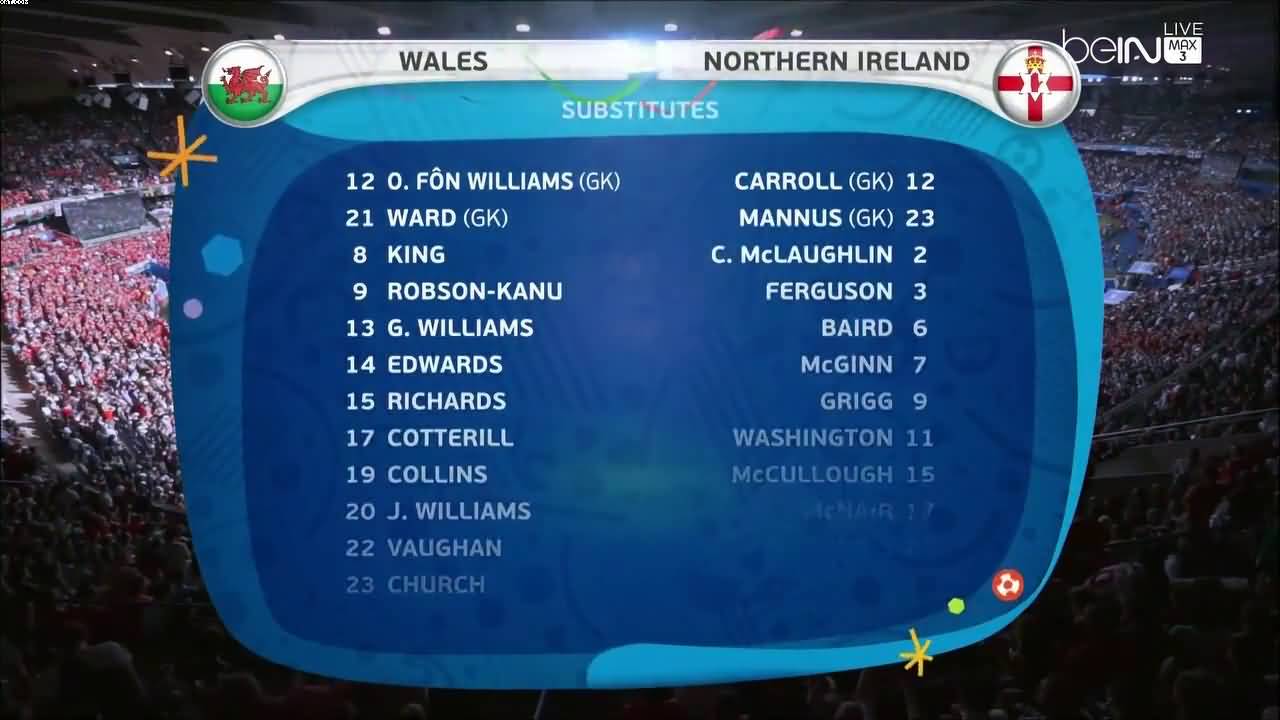 WALES
NORTHERN IRELAND
beIN
LIVE
MAX
3
SUBSTITUTES
12 O. FÔN WILLIAMS (GK)
CARROLL (GK) 12
21 WARD (GK)
MANNUS (GK) 23
8 KING
C. McLAUGHLIN 2
9 ROBSON-KANU
FERGUSON 3
13 G. WILLIAMS
BAIRD 6
14 EDWARDS
McGINN 7
15 RICHARDS
GRIGG 9
17 COTTERILL
WASHINGTON 11
19 COLLINS
McCULLOUGH 15
20 J. WILLIAMS
McNAIR 17
22 VAUGHAN
23 CHURCH